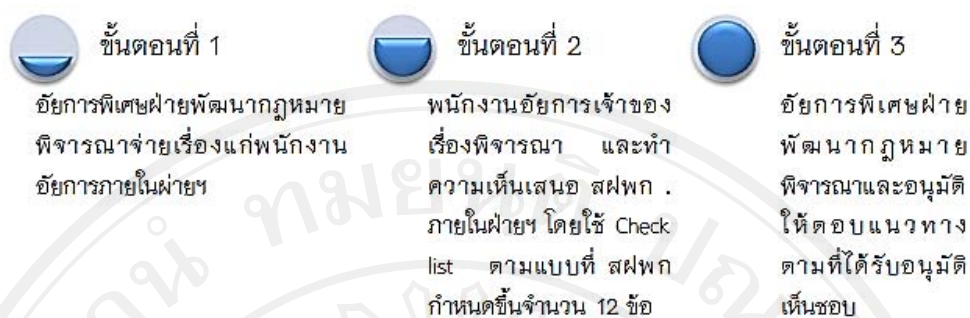 ขั้นตอนที่ 1
อัยการพิเศษฝ่ายพัฒนากฎหมาย
พิจารณาจ่ายเรื่องแก่พนักงาน
อัยการภายในฝ่ายฯ
ขั้นตอนที่ 2
พนักงานอัยการเจ้าของ
เรื่องพิจารณา และทำ
ความเห็นเสนอ สฝพก .
ภายในฝ่ายฯ โดยใช้ Check
list ตามแบบที่ สฝพก
กำหนดขึ้นจำนวน 12 ข้อ
ขั้นตอนที่ 3
อัยการพิเศษฝ่าย
พัฒนากฎหมาย
พิจารณาและอนุมัติ
ให้ตอบแนวทาง
ตามที่ได้รับอนุมัติ
เห็นชอบ